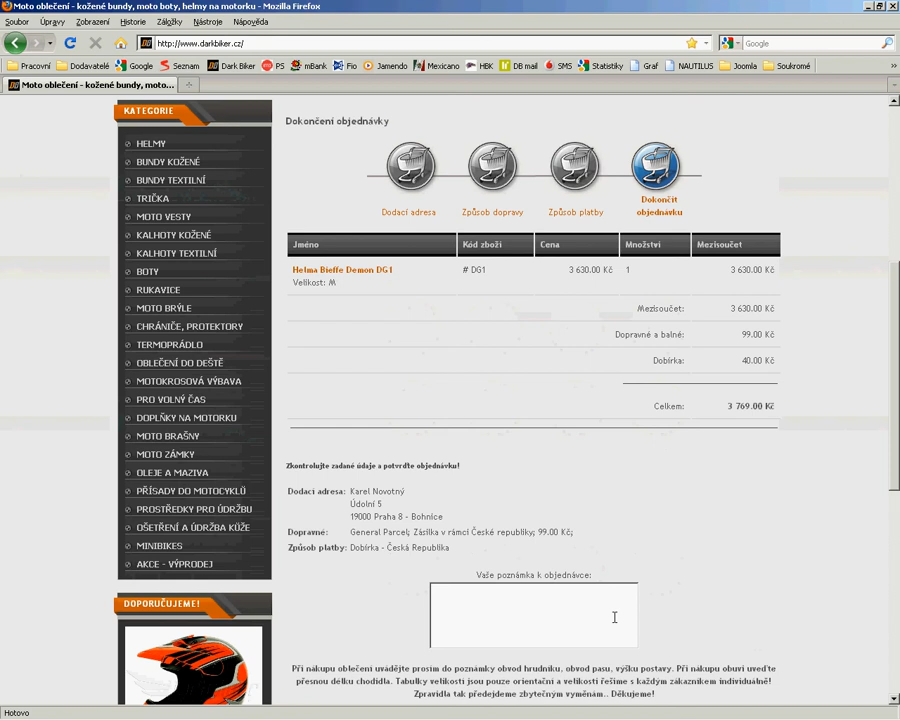 Moto oblečení - kožené bundy, moto boty, helmy na motorku - Mozilla Firefox
Soubor Úpravy Zobrazení Historie Záložky Nástroje Nápověda
http://www.darkbiker.cz/
Google
Pracovní Dodavatelé Google Seznam Dark Biker PS mBank Fio Jamendo Mexicano HBK DB mail SMS Statistiky Graf NAUTILUS Joomla Soukromé
Moto oblečení - kožené bundy, moto...
KATEGORIE
HELMY
BUNDY KOŽENÉ
BUNDY TEXTILNÍ
TRIČKA
MOTO VESTY
KALHOTY KOŽENÉ
KALHOTY TEXTILNÍ
BOTY
RUKAVICE
MOTO BRÝLE
CHRÁNIČE, PROTEKTORY
TERMOPRÁDLO
OBLEČENÍ DO DEŠTĚ
MOTOKROSOVÁ VÝBAVA
PRO VOLNÝ ČAS
DOPLŇKY NA MOTORKU
MOTO BRAŠNY
MOTO ZÁMKY
OLEJE A MAZIVA
PŘÍSADY DO MOTOCYKLŮ
PROSTŘEDKY PRO ÚDRŽBU
OŠETŘENÍ A ÚDRŽBA KŮŽE
MINIBIKES
AKCE - VÝPRODEJ
DOPORUČUJEME!
Dokončení objednávky
Dodací adresa Způsob dopravy Způsob platby Dokončit
objednávku
Jméno Kód zboží Cena Množství Mezisoučet
Helma Bieffe Demon DG1 # DG1 3 630.00 Kč 1 3 630.00 Kč
Velikost: M
Mezisoučet: 3 630.00 Kč
Dopravné a balné: 99.00 Kč
Dobírka: 40.00 Kč
Celkem: 3 769.00 Kč
Zkontrolujte zadané údaje a potvrďte objednávku!
Dodací adresa: Karel Novotný
Údolní 5
19000 Praha 8 - Bohnice
Dopravné: General Parcel; Zásilka v rámci České republiky; 99.00 Kč;
Způsob platby: Dobírka - Česká Republika
Vaše poznámka k objednávce:
Při nákupu oblečení uvádějte prosím do poznámky obvod hrudníku, obvod pasu, výšku postavy. Při nákupu obuvi uveďte
přesnou délku chodidla. Tabulky velikostí jsou pouze orientační a velikosti řešíme s každým zákazníkem individuálně!
Zpravidla tak předejdeme zbytečným výměnám.. Děkujeme!
Hotovo